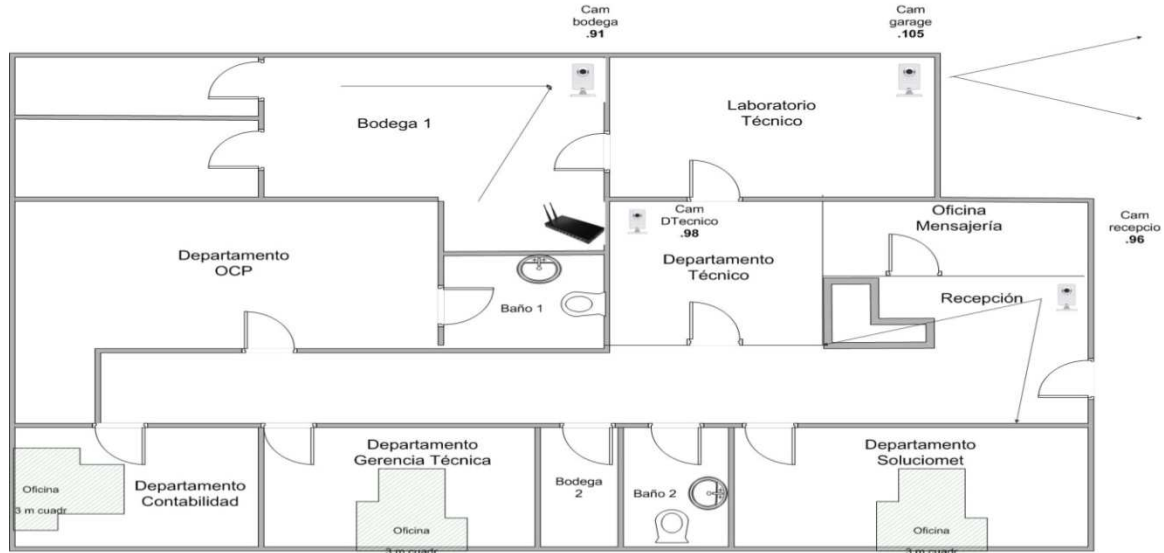 Cam
bodega
.91
Cam
garage
.105
Bodega 1
Laboratorio
Técnico
Cam
DTecnico
.98
Oficina
Mensajería
Cam
recepcio
.96
Departamento
OCP
Departamento
Técnico
Baño 1
Recepción
Departamento
Contabilidad
Oficina
3 m cuadr
Departamento
Gerencia Técnica
Oficina
3 m cuadr
Bodega
2
Baño 2
Departamento
Soluciomet
Oficina
3 m cuadr